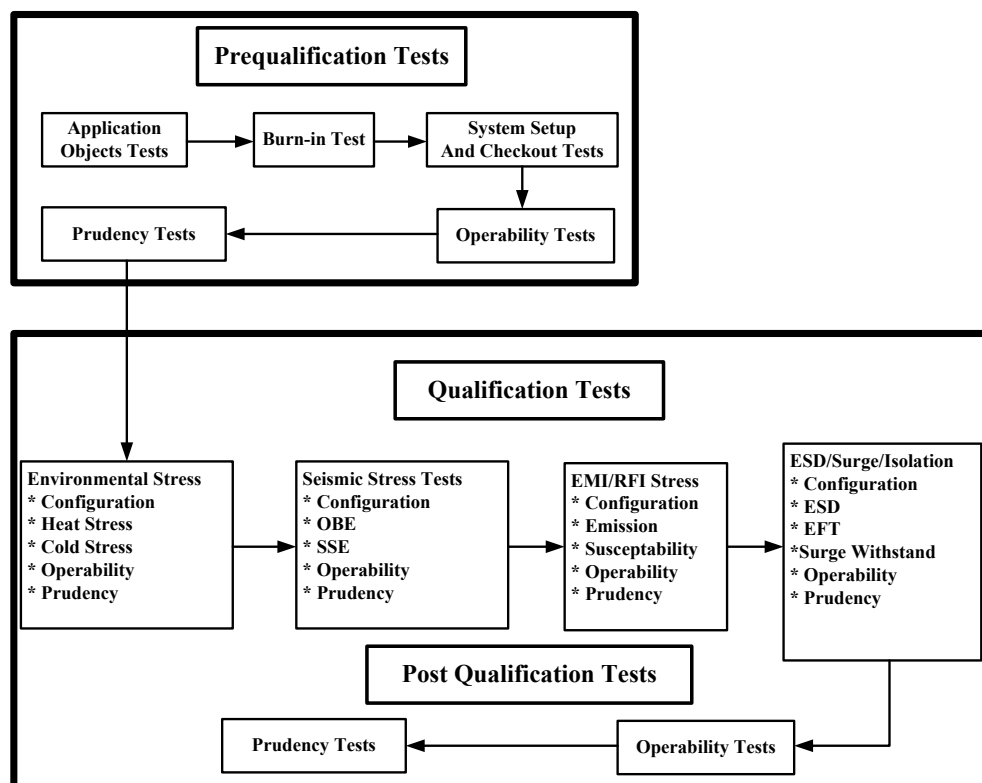 Prequalification Tests
Application
Objects Tests
Burn-in Test
System Setup
And Checkout Tests
Prudency Tests
Operability Tests
Qualification Tests
Environmental Stress
* Configuration
* Heat Stress
* Cold Stress
* Operability
* Prudency
Seismic Stress Tests
* Configuration
* OBE
* SSE
* Operability
* Prudency
EMI/RFI Stress
* Configuration
* Emission
* Susceptability
* Operability
* Prudency
ESD/Surge/Isolation
* Configuration
* ESD
* EFT
*Surge Withstand
* Operability
* Prudency
Post Qualification Tests
Prudency Tests
Operability Tests